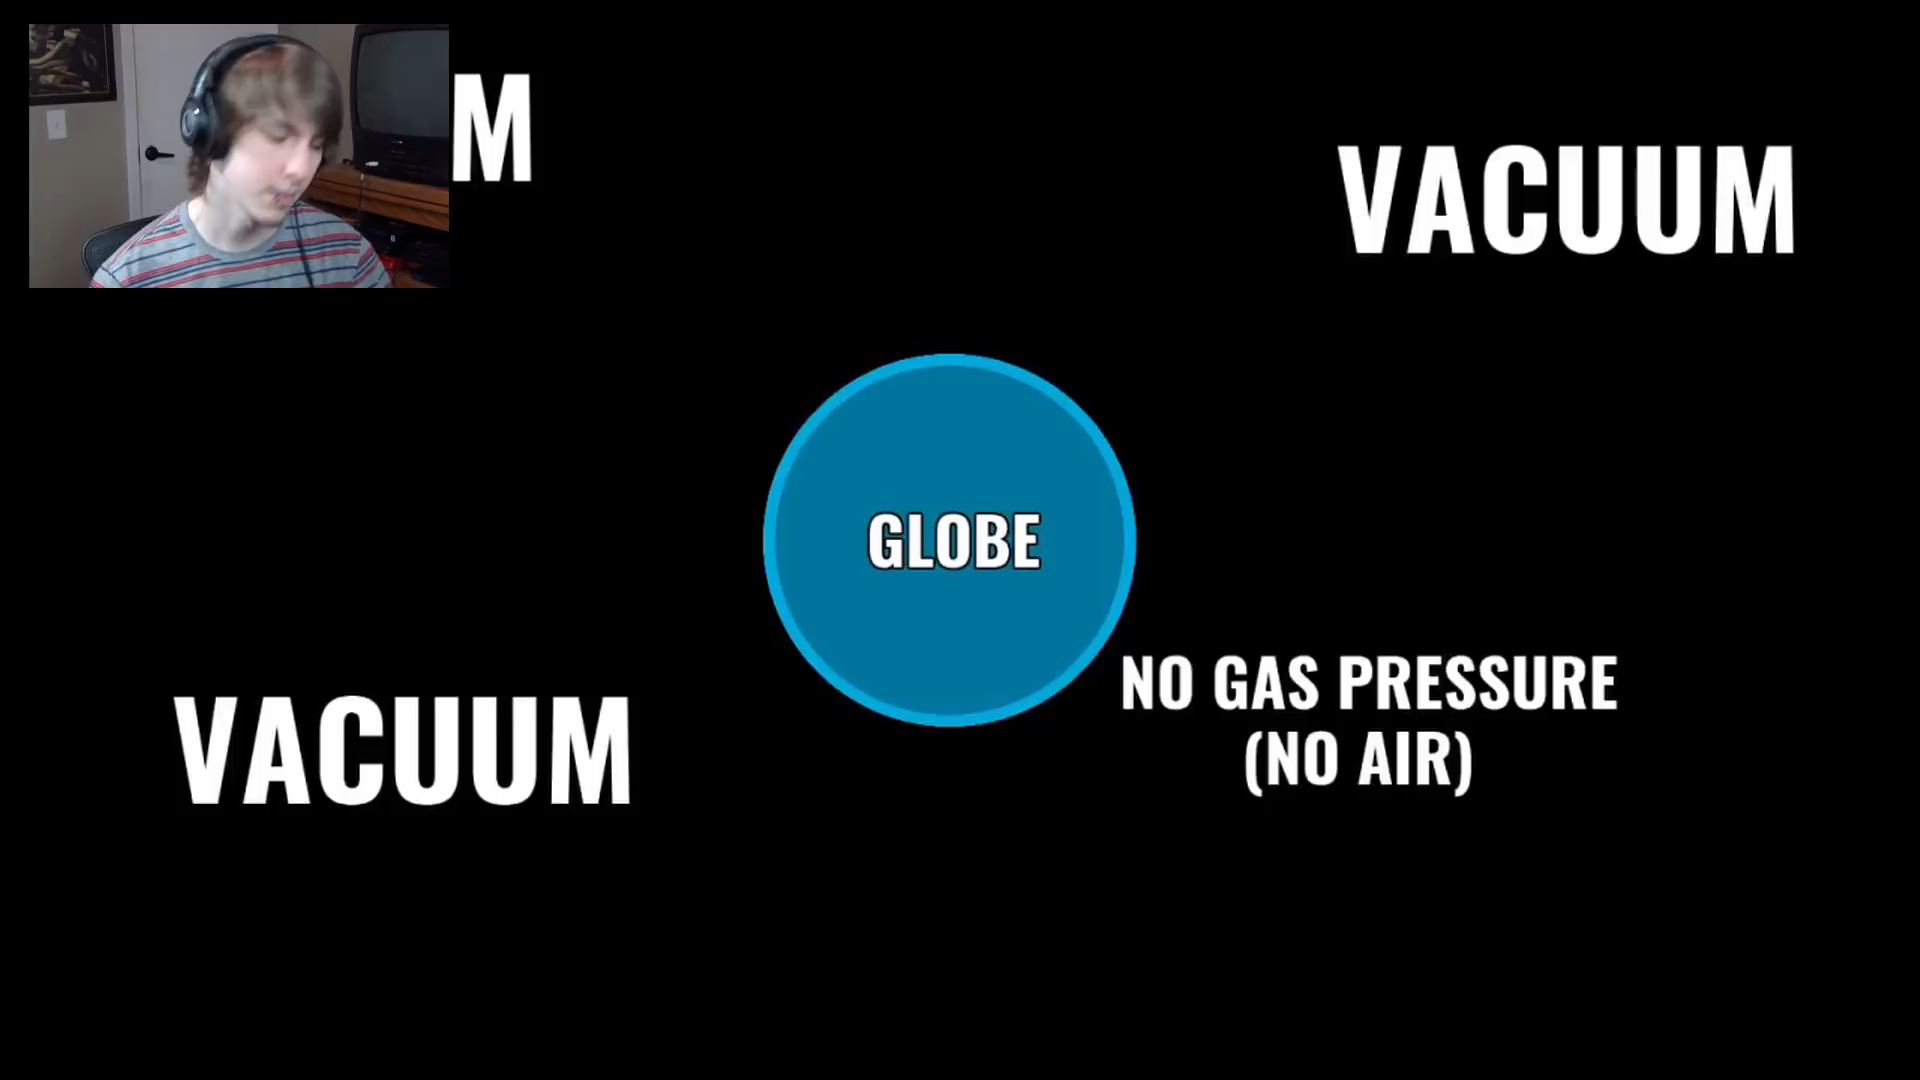 M
VACUUM
GLOBE
NO GAS PRESSURE
(NO AIR)
VACUUM